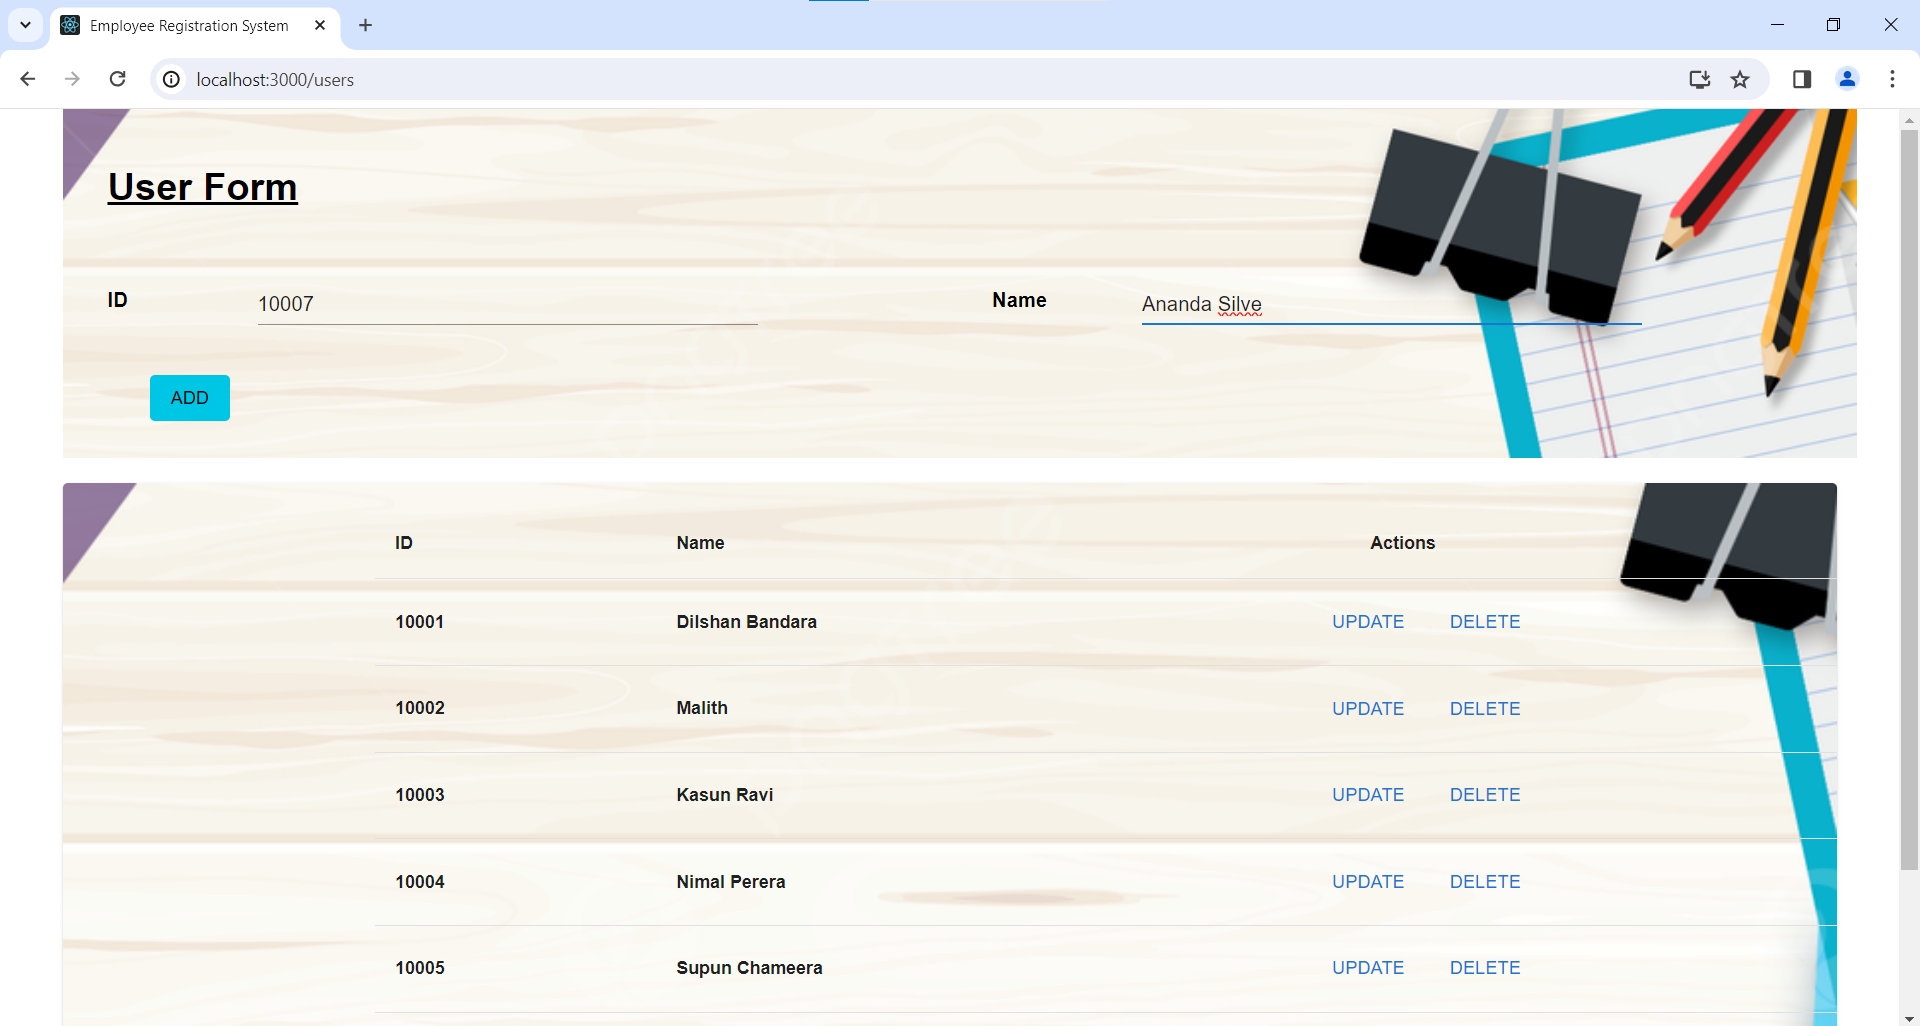 Employee Registration System
localhost:3000/users
User Form
ID 10007 Name Ananda Silve
ADD
ID Name Actions
10001 Dilshan Bandara UPDATE DELETE
10002 Malith UPDATE DELETE
10003 Kasun Ravi UPDATE DELETE
10004 Nimal Perera UPDATE DELETE
10005 Supun Chameera UPDATE DELETE